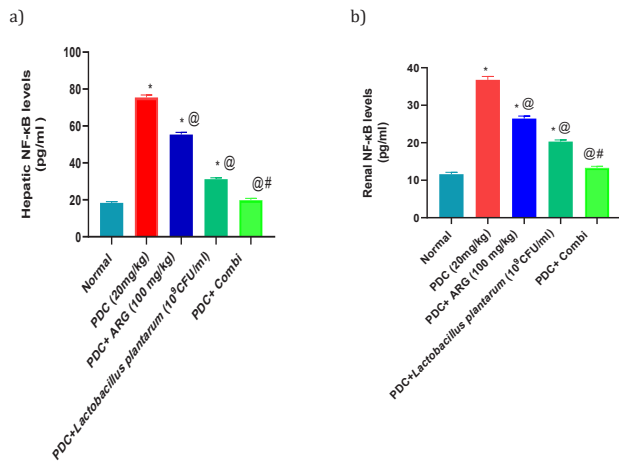 a)
Hepatic NF-κB levels
(pg/ml)
100
80
60
40
20
0
*
* @
* @
@#
Normal
PDC (20mg/kg)
PDC+ ARG (100 mg/kg)
PDC+Lactobacillus plantarum (10⁹CFU/ml)
PDC+ Combi
b)
Renal NF-κB levels
(pg/ml)
40
30
20
10
0
*
* @
* @
@#
Normal
PDC (20mg/kg)
PDC+ ARG (100 mg/kg)
PDC+Lactobacillus plantarum (10⁹CFU/ml)
PDC+ Combi